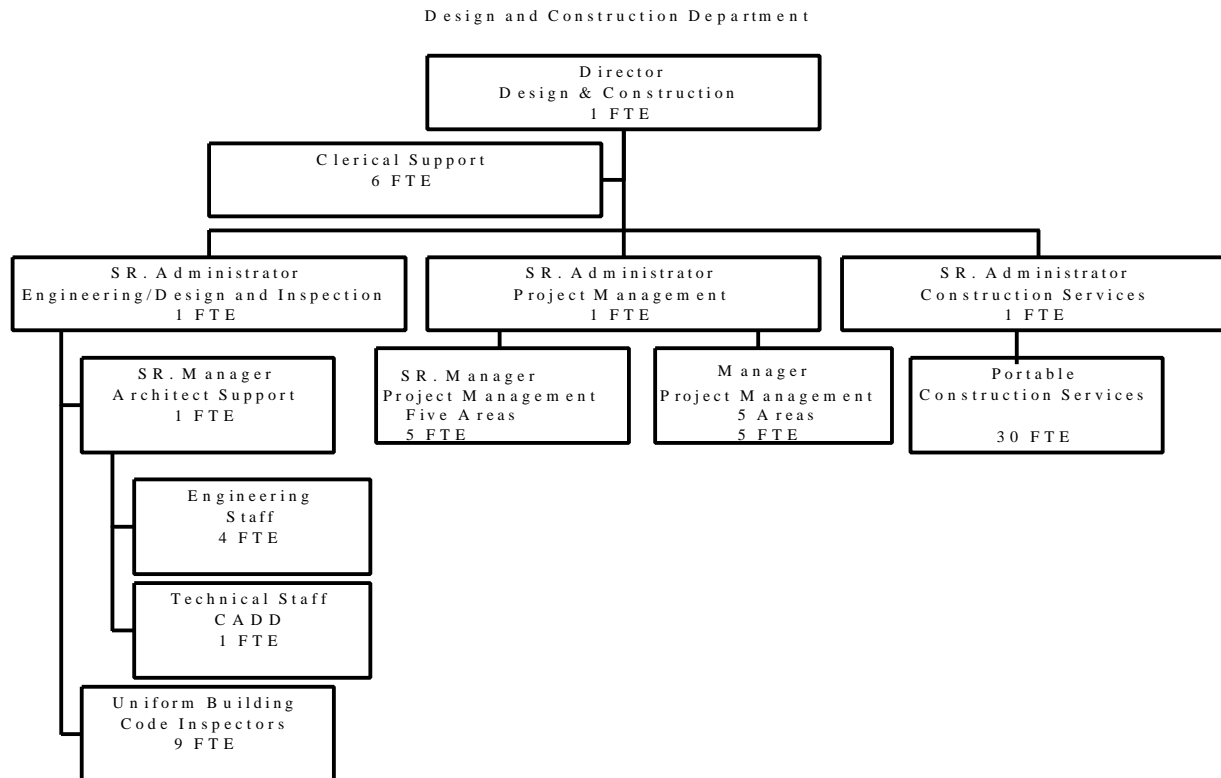 Design and Construction Department
Director
Design & Construction
1 FTE
Clerical Support
6 FTE
SR. Administrator
Engineering/Design and Inspection
1 FTE
SR. Administrator
Project Management
1 FTE
SR. Administrator
Construction Services
1 FTE
SR. Manager
Architect Support
1 FTE
SR. Manager
Project Management
Five Areas
5 FTE
Manager
Project Management
5 Areas
5 FTE
Portable
Construction Services
30 FTE
Engineering
Staff
4 FTE
Technical Staff
CADD
1 FTE
Uniform Building
Code Inspectors
9 FTE